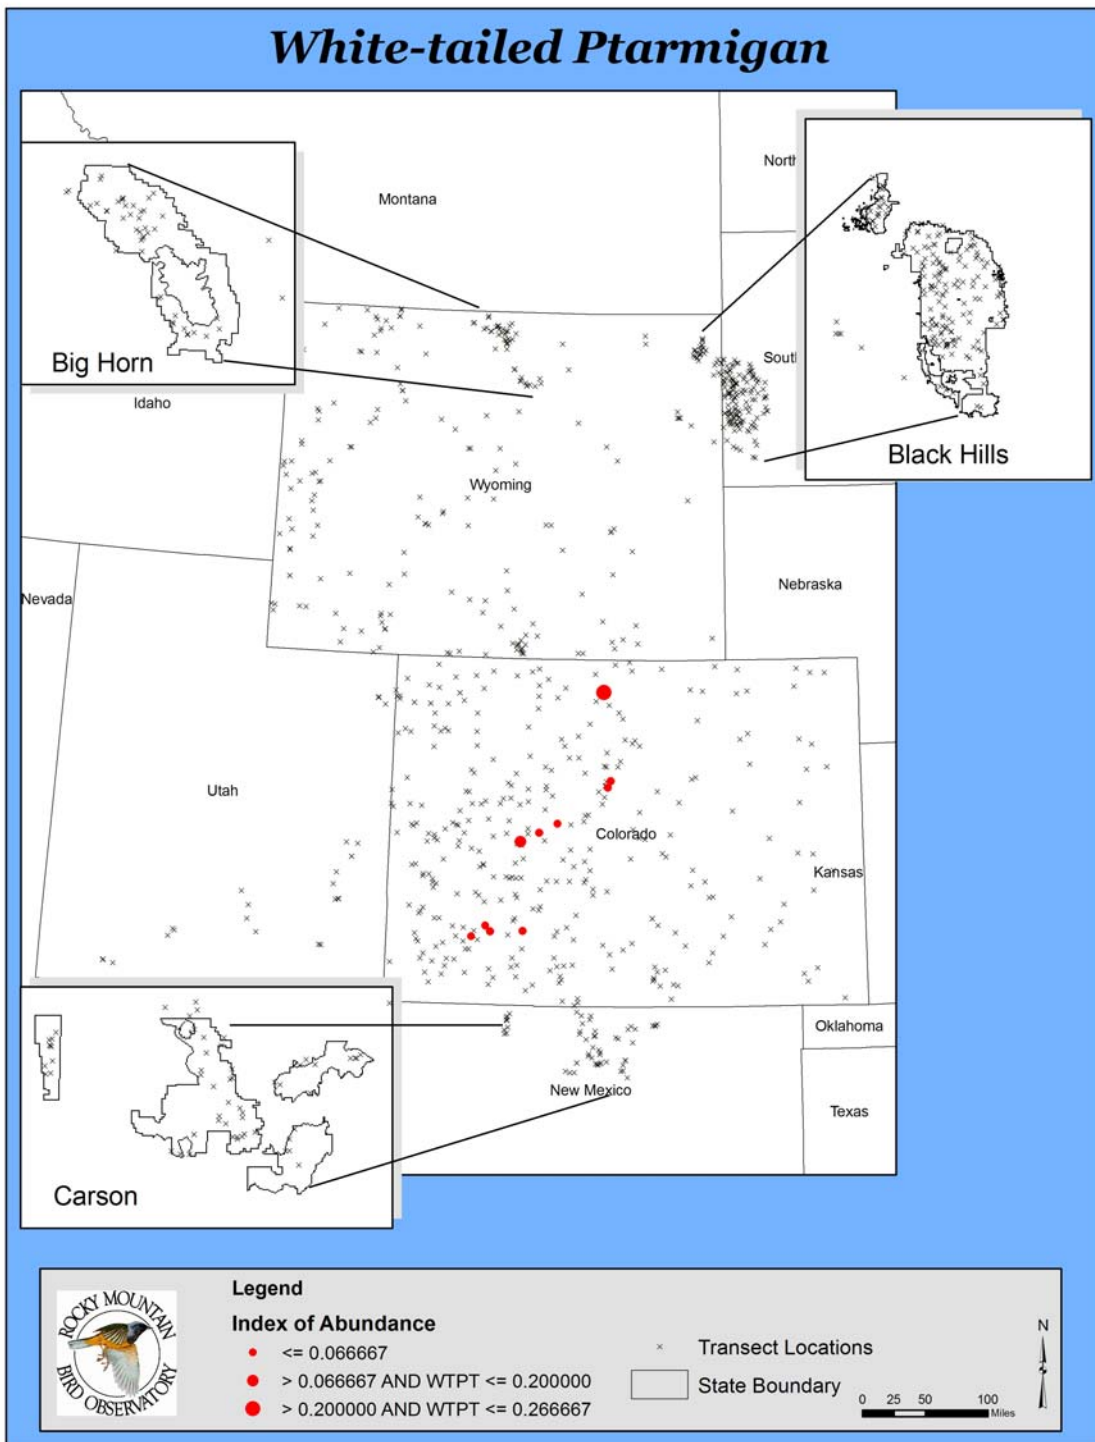 White-tailed Ptarmigan
Montana
North
Big Horn
Idaho
South
Black Hills
Wyoming
Nevada
Nebraska
Utah
Colorado
Kansas
Oklahoma
New Mexico
Texas
Carson
Legend
Index of Abundance
<= 0.066667
> 0.066667 AND WTPT <= 0.200000
> 0.200000 AND WTPT <= 0.266667
Transect Locations
State Boundary
ROCKY MOUNTAIN
BIRD OBSERVATORY
N
0 25 50 100
Miles